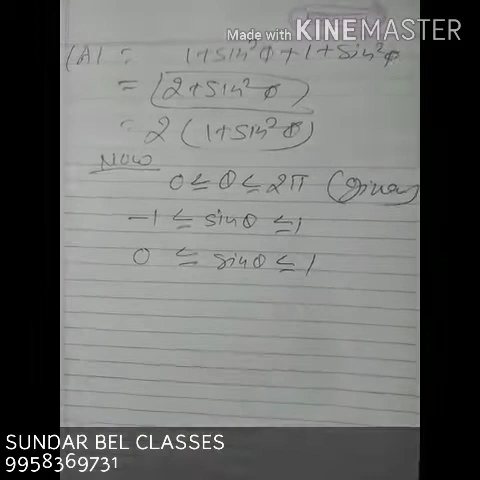 Made with KINEMASTER
|A| = 1+sin²θ+1+sin²θ
= (2+sin²θ)
= 2(1+sin²θ)
Now
0 ≤ θ ≤ 2π (given)
-1 ≤ sinθ ≤ 1
0 ≤ sinθ ≤ 1
SUNDAR BEL CLASSES
9958369731